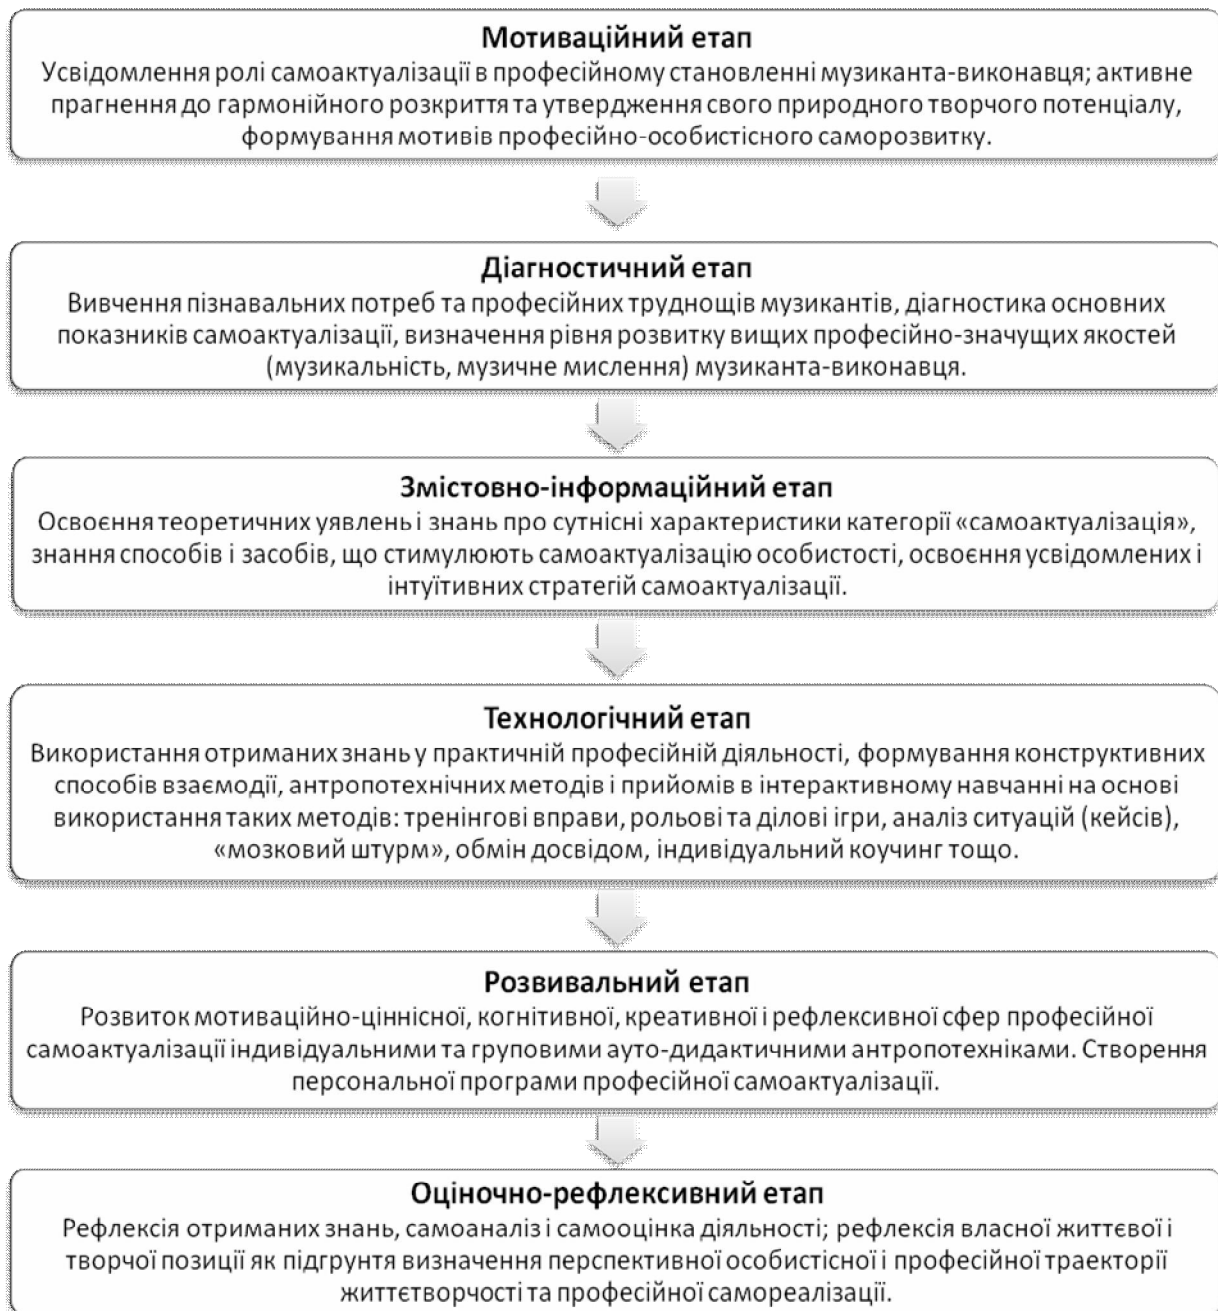 Мотиваційний етап
Усвідомлення ролі самоактуалізації в професійному становленні музиканта-виконавця; активне
прагнення до гармонійного розкриття та утвердження свого природного творчого потенціалу,
формування мотивів професійно-особистісного саморозвитку.
Діагностичний етап
Вивчення пізнавальних потреб та професійних труднощів музикантів, діагностика основних
показників самоактуалізації, визначення рівня розвитку вищих професійно-значущих якостей
(музикальність, музичне мислення) музиканта-виконавця.
Змістовно-інформаційний етап
Освоєння теоретичних уявлень і знань про сутнісні характеристики категорії «самоактуалізація»,
знання способів і засобів, що стимулюють самоактуалізацію особистості, освоєння усвідомлених і
інтуїтивних стратегій самоактуалізації.
Технологічний етап
Використання отриманих знань у практичній професійній діяльності, формування конструктивних
способів взаємодії, антропотехнічних методів і прийомів в інтерактивному навчанні на основі
використання таких методів: тренінгові вправи, рольові та ділові ігри, аналіз ситуацій (кейсів),
«мозковий штурм», обмін досвідом, індивідуальний коучинг тощо.
Розвивальний етап
Розвиток мотиваційно-ціннісної, когнітивної, креативної і рефлексивної сфер професійної
самоактуалізації індивідуальними та груповими ауто-дидактичними антропотехніками. Створення
персональної програми професійної самоактуалізації.
Оціночно-рефлексивний етап
Рефлексія отриманих знань, самоаналіз і самооцінка діяльності; рефлексія власної життєвої і
творчої позиції як підгрунтя визначення перспективної особистісної і професійної траекторії
життєтворчості та професійної самореалізації.